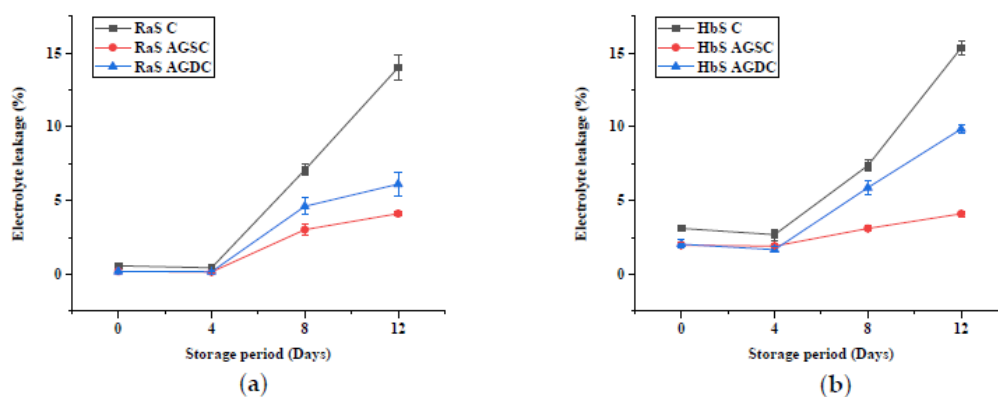 RaS C
RaS AGSC
RaS AGDC
15
10
5
0
Electrolyte leakage (%)
0 4 8 12
Storage period (Days)
(a)
HbS C
HbS AGSC
HbS AGDC
15
10
5
0
Electrolyte leakage (%)
0 4 8 12
Storage period (Days)
(b)